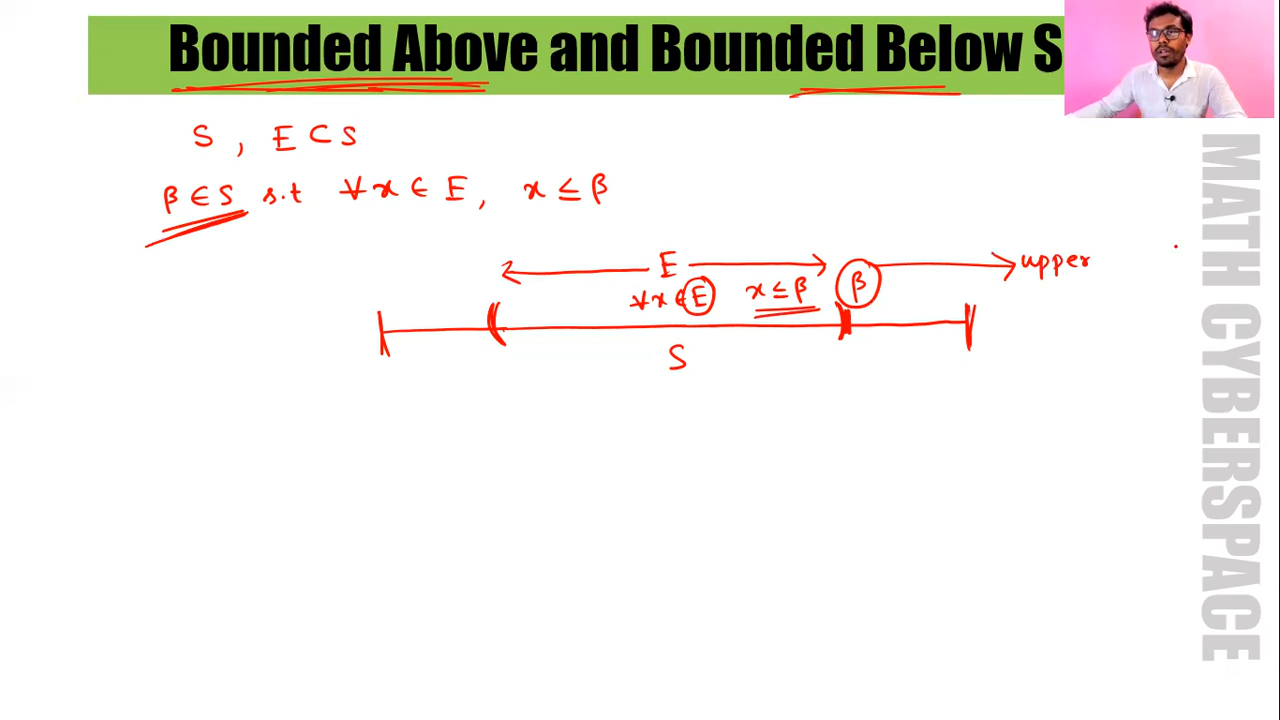 Bounded Above and Bounded Below S
S , E ⊂ S
β ∈ S s.t ∀x ∈ E, x ≤ β
E
upper
∀x ∈ E x ≤ β β
S
MATH CYBERSPACE